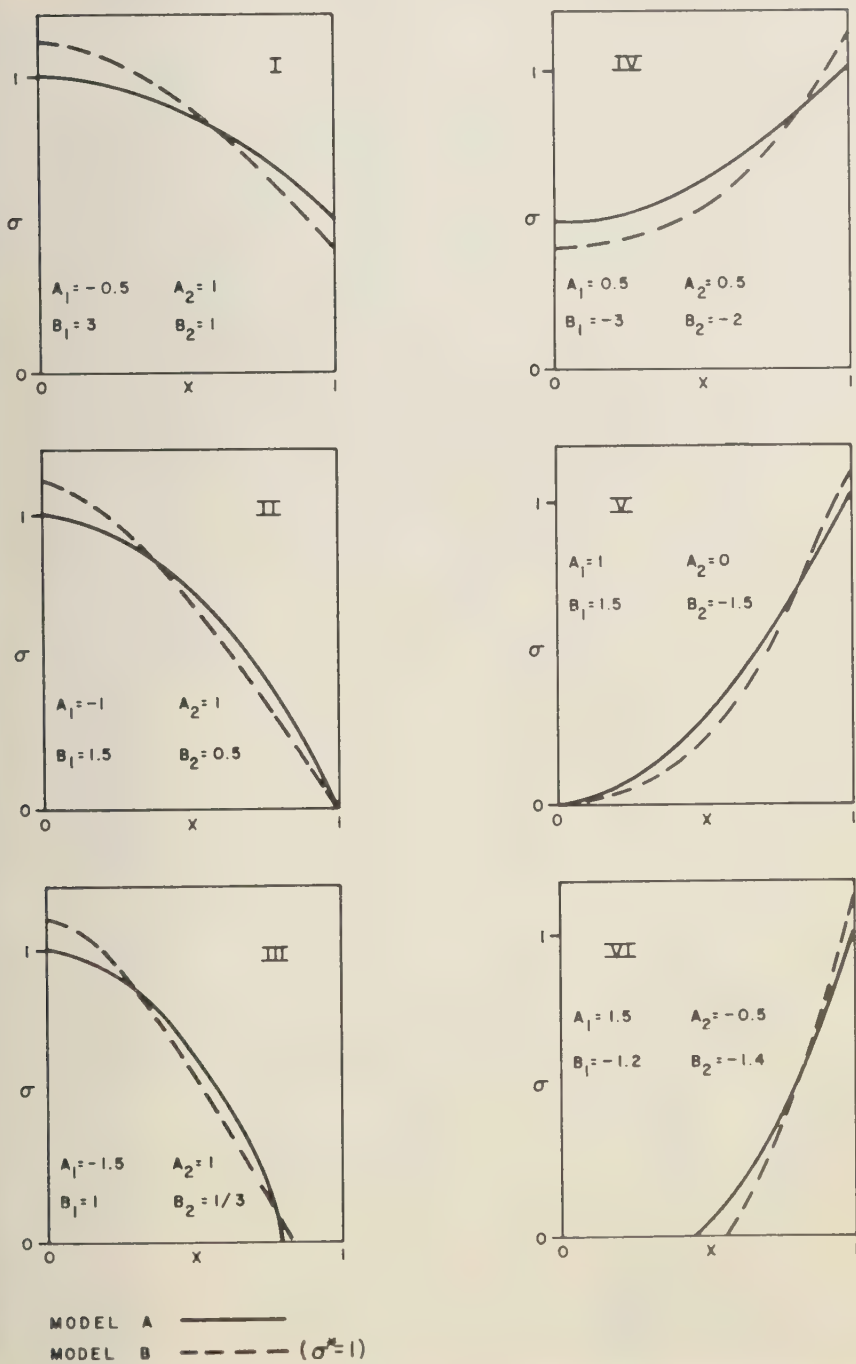 I
1
σ
A₁ = -0.5 A₂ = 1
B₁ = 3 B₂ = 1
0
0 X 1
II
1
σ
A₁ = -1 A₂ = 1
B₁ = 1.5 B₂ = 0.5
0
0 X 1
III
1
σ
A₁ = -1.5 A₂ = 1
B₁ = 1 B₂ = 1/3
0
0 X 1
IV
1
σ
A₁ = 0.5 A₂ = 0.5
B₁ = -3 B₂ = -2
0
0 X 1
V
1
A₁ = 1 A₂ = 0
B₁ = 1.5 B₂ = -1.5
σ
0
0 X 1
VI
1
A₁ = 1.5 A₂ = -0.5
B₁ = -1.2 B₂ = -1.4
σ
0
0 X 1
MODEL A
MODEL B (σ* = 1)